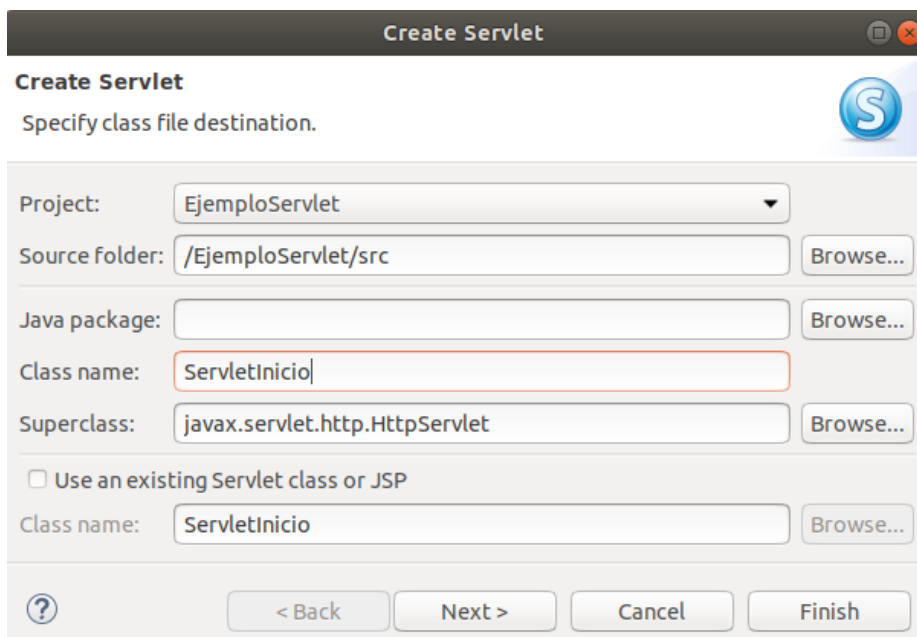 Create Servlet
Create Servlet
Specify class file destination.
S
Project: EjemploServlet
Source folder: /EjemploServlet/src Browse...
Java package: Browse...
Class name: ServletInicio
Superclass: javax.servlet.http.HttpServlet Browse...
Use an existing Servlet class or JSP
Class name: ServletInicio Browse...
? < Back Next > Cancel Finish